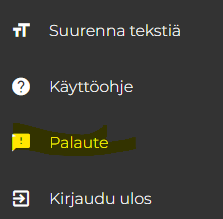 Suurenna tekstiä
Käyttöohje
Palaute
Kirjaudu ulos